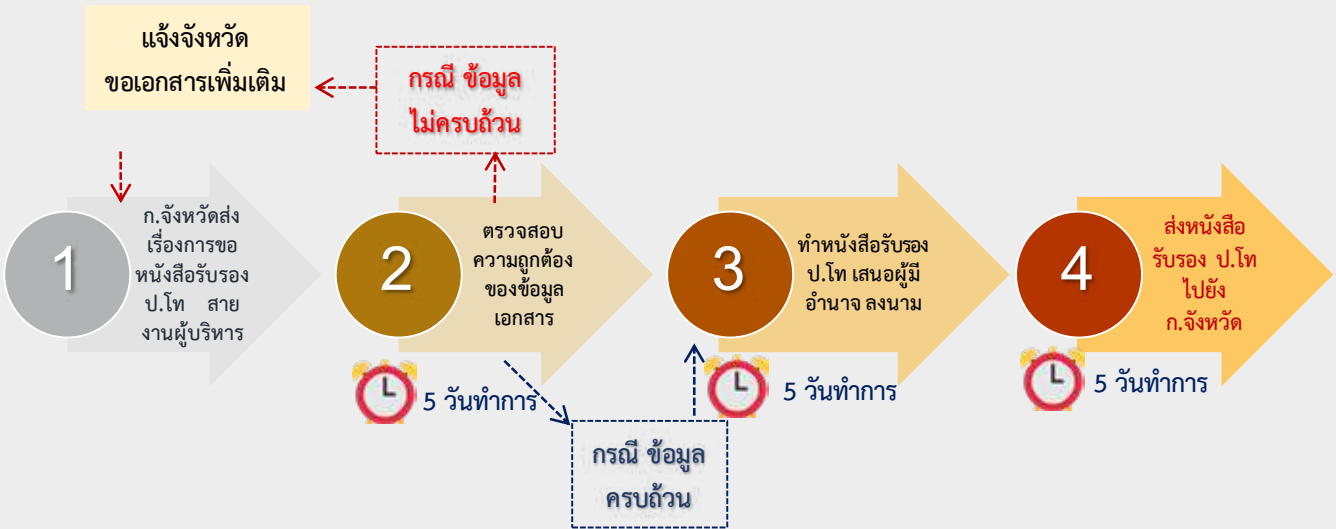 แจ้งจังหวัด
ขอเอกสารเพิ่มเติม
กรณี ข้อมูล
ไม่ครบถ้วน
1
ก.จังหวัดส่ง
เรื่องการขอ
หนังสือรับรอง
ป.โท สาย
งานผู้บริหาร
2
ตรวจสอบ
ความถูกต้อง
ของข้อมูล
เอกสาร
5 วันทำการ
กรณี ข้อมูล
ครบถ้วน
3
ทำหนังสือรับรอง
ป.โท เสนอผู้มี
อำนาจ ลงนาม
5 วันทำการ
4
ส่งหนังสือ
รับรอง ป.โท
ไปยัง
ก.จังหวัด
5 วันทำการ